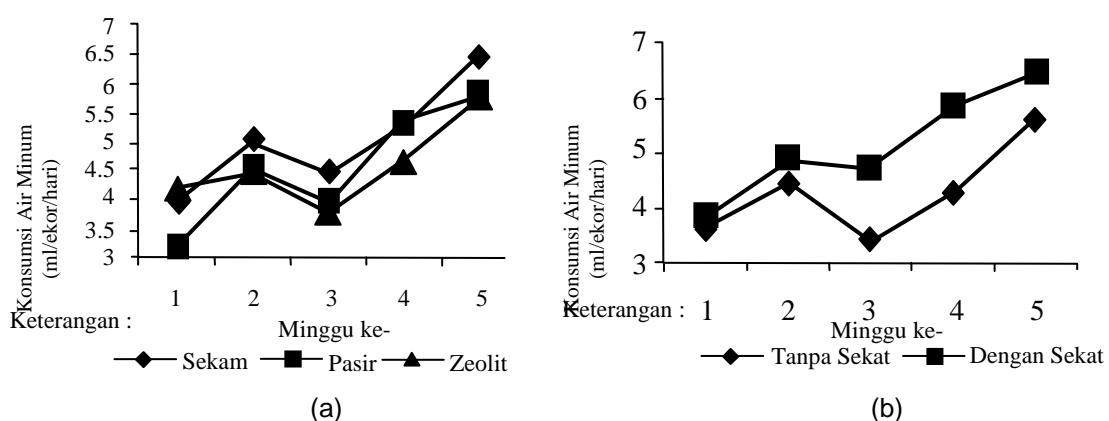 7
6.5
6
5.5
5
4.5
4
3.5
3
Konsumsi Air Minum
(ml/ekor/hari)
1 2 3 4 5
Keterangan :
Minggu ke-
Sekam Pasir Zeolit
(a)
7
6
5
4
3
Konsumsi Air Minum
(ml/ekor/hari)
1 2 3 4 5
Keterangan :
Minggu ke-
Tanpa Sekat Dengan Sekat
(b)